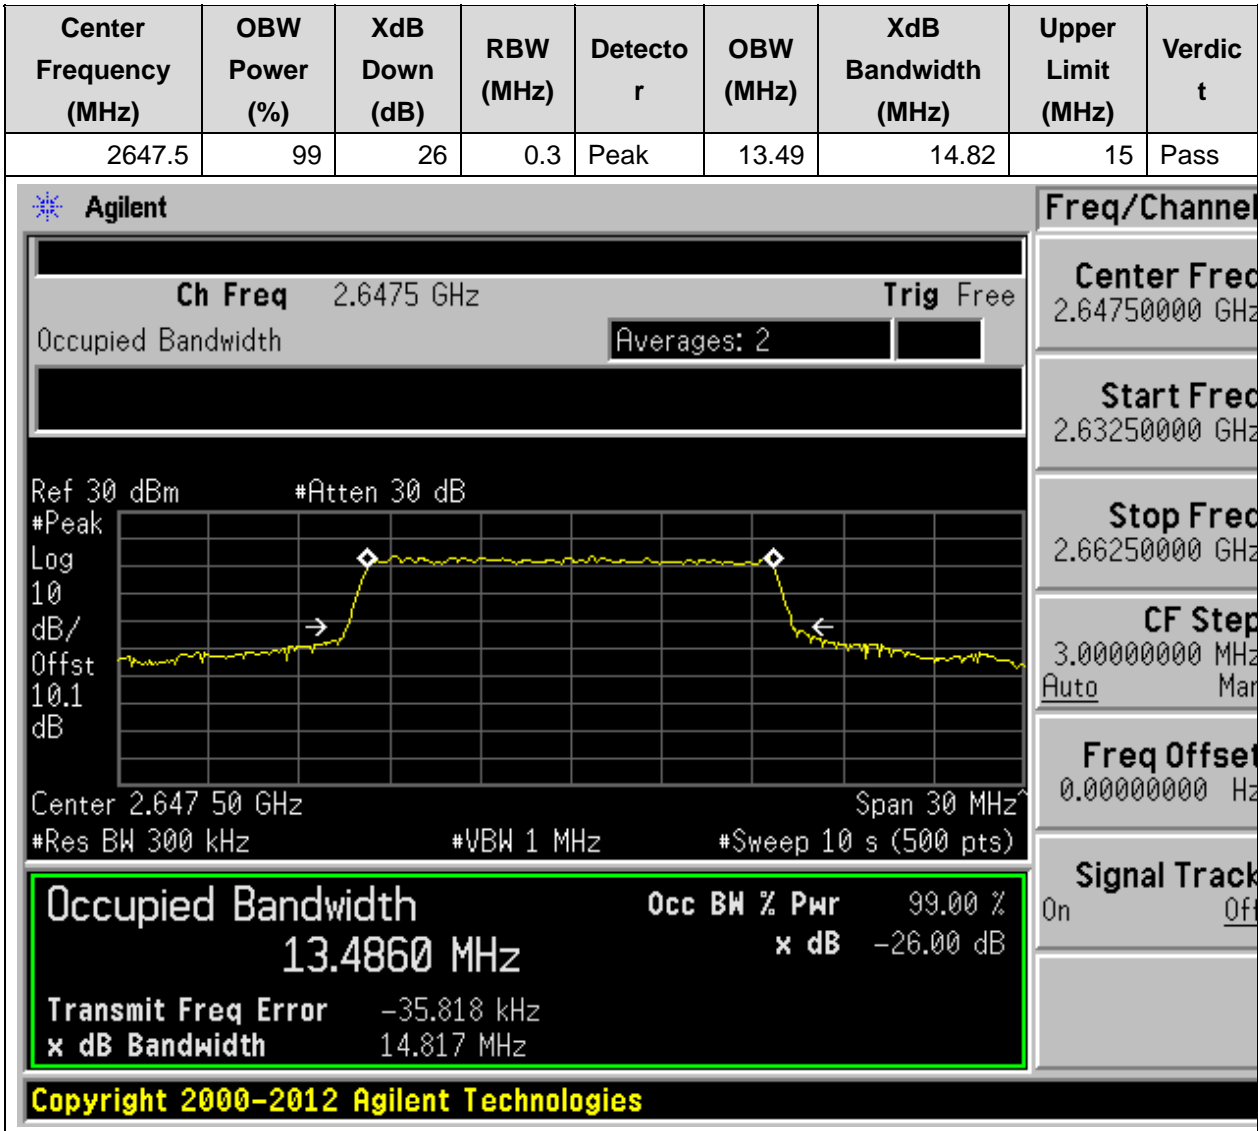 Center Frequency (MHz) OBW Power (%) XdB Down (dB) RBW (MHz) Detecto r OBW (MHz) XdB Bandwidth (MHz) Upper Limit (MHz) Verdic t
2647.5 99 26 0.3 Peak 13.49 14.82 15 Pass
Agilent
Freq/Channel
Ch Freq 2.6475 GHz Trig Free
Occupied Bandwidth Averages: 2
Center Freq
2.64750000 GHz
Start Freq
2.63250000 GHz
Stop Freq
2.66250000 GHz
CF Step
3.00000000 MHz
Auto Man
Freq Offset
0.00000000 Hz
Signal Track
On Off
Ref 30 dBm #Atten 30 dB
#Peak
Log
10
dB/
Offst
10.1
dB
Center 2.647 50 GHz Span 30 MHz^
#Res BW 300 kHz #VBW 1 MHz #Sweep 10 s (500 pts)
Occupied Bandwidth
13.4860 MHz
Occ BW % Pwr 99.00 %
x dB -26.00 dB
Transmit Freq Error -35.818 kHz
x dB Bandwidth 14.817 MHz
Copyright 2000-2012 Agilent Technologies